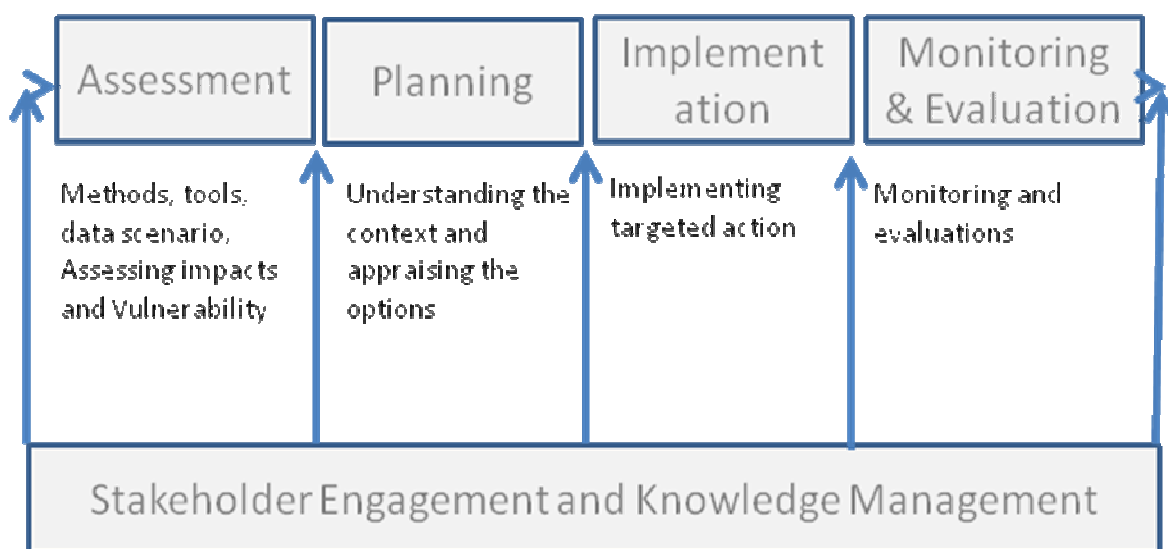 Assessment
Planning
Implement
ation
Monitoring
& Evaluation
Methods, tools,
data scenario,
Assessing impacts
and Vulnerability
Understanding the
context and
appraising the
options
Implementing
targeted action
Monitoring and
evaluations
Stakeholder Engagement and Knowledge Management